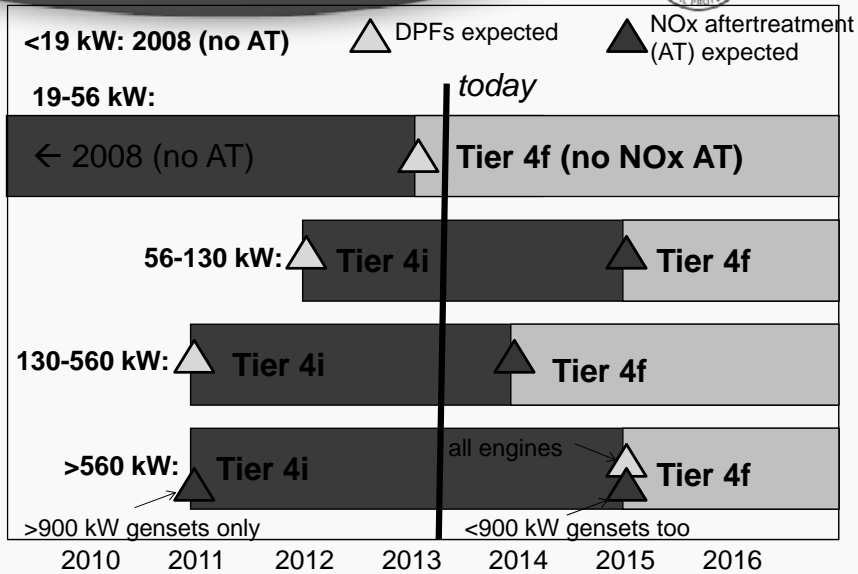 <19 kW: 2008 (no AT)
DPFs expected
NOx aftertreatment
(AT) expected
19-56 kW:
today
← 2008 (no AT)
Tier 4f (no NOx AT)
56-130 kW:
Tier 4i
Tier 4f
130-560 kW:
Tier 4i
Tier 4f
all engines
>560 kW:
Tier 4i
Tier 4f
>900 kW gensets only
<900 kW gensets too
2010 2011 2012 2013 2014 2015 2016